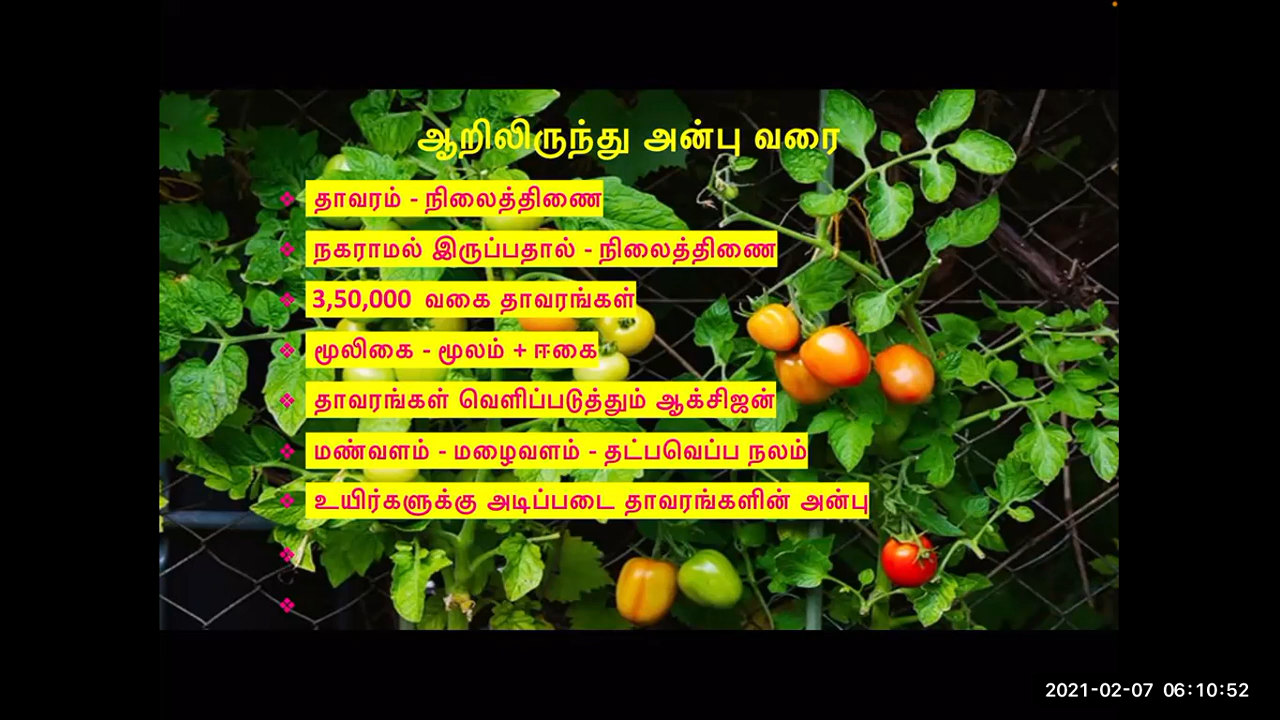 ஆறிலிருந்து அன்பு வரை
தாவரம் - நிலைத்திணை
நகராமல் இருப்பதால் - நிலைத்திணை
3,50,000 வகை தாவரங்கள்
மூலிகை - மூலம் + ஈகை
தாவரங்கள் வெளிப்படுத்தும் ஆக்சிஜன்
மண்வளம் - மழைவளம் - தட்பவெப்ப நலம்
உயிர்களுக்கு அடிப்படை தாவரங்களின் அன்பு
2021-02-07 06:10:52